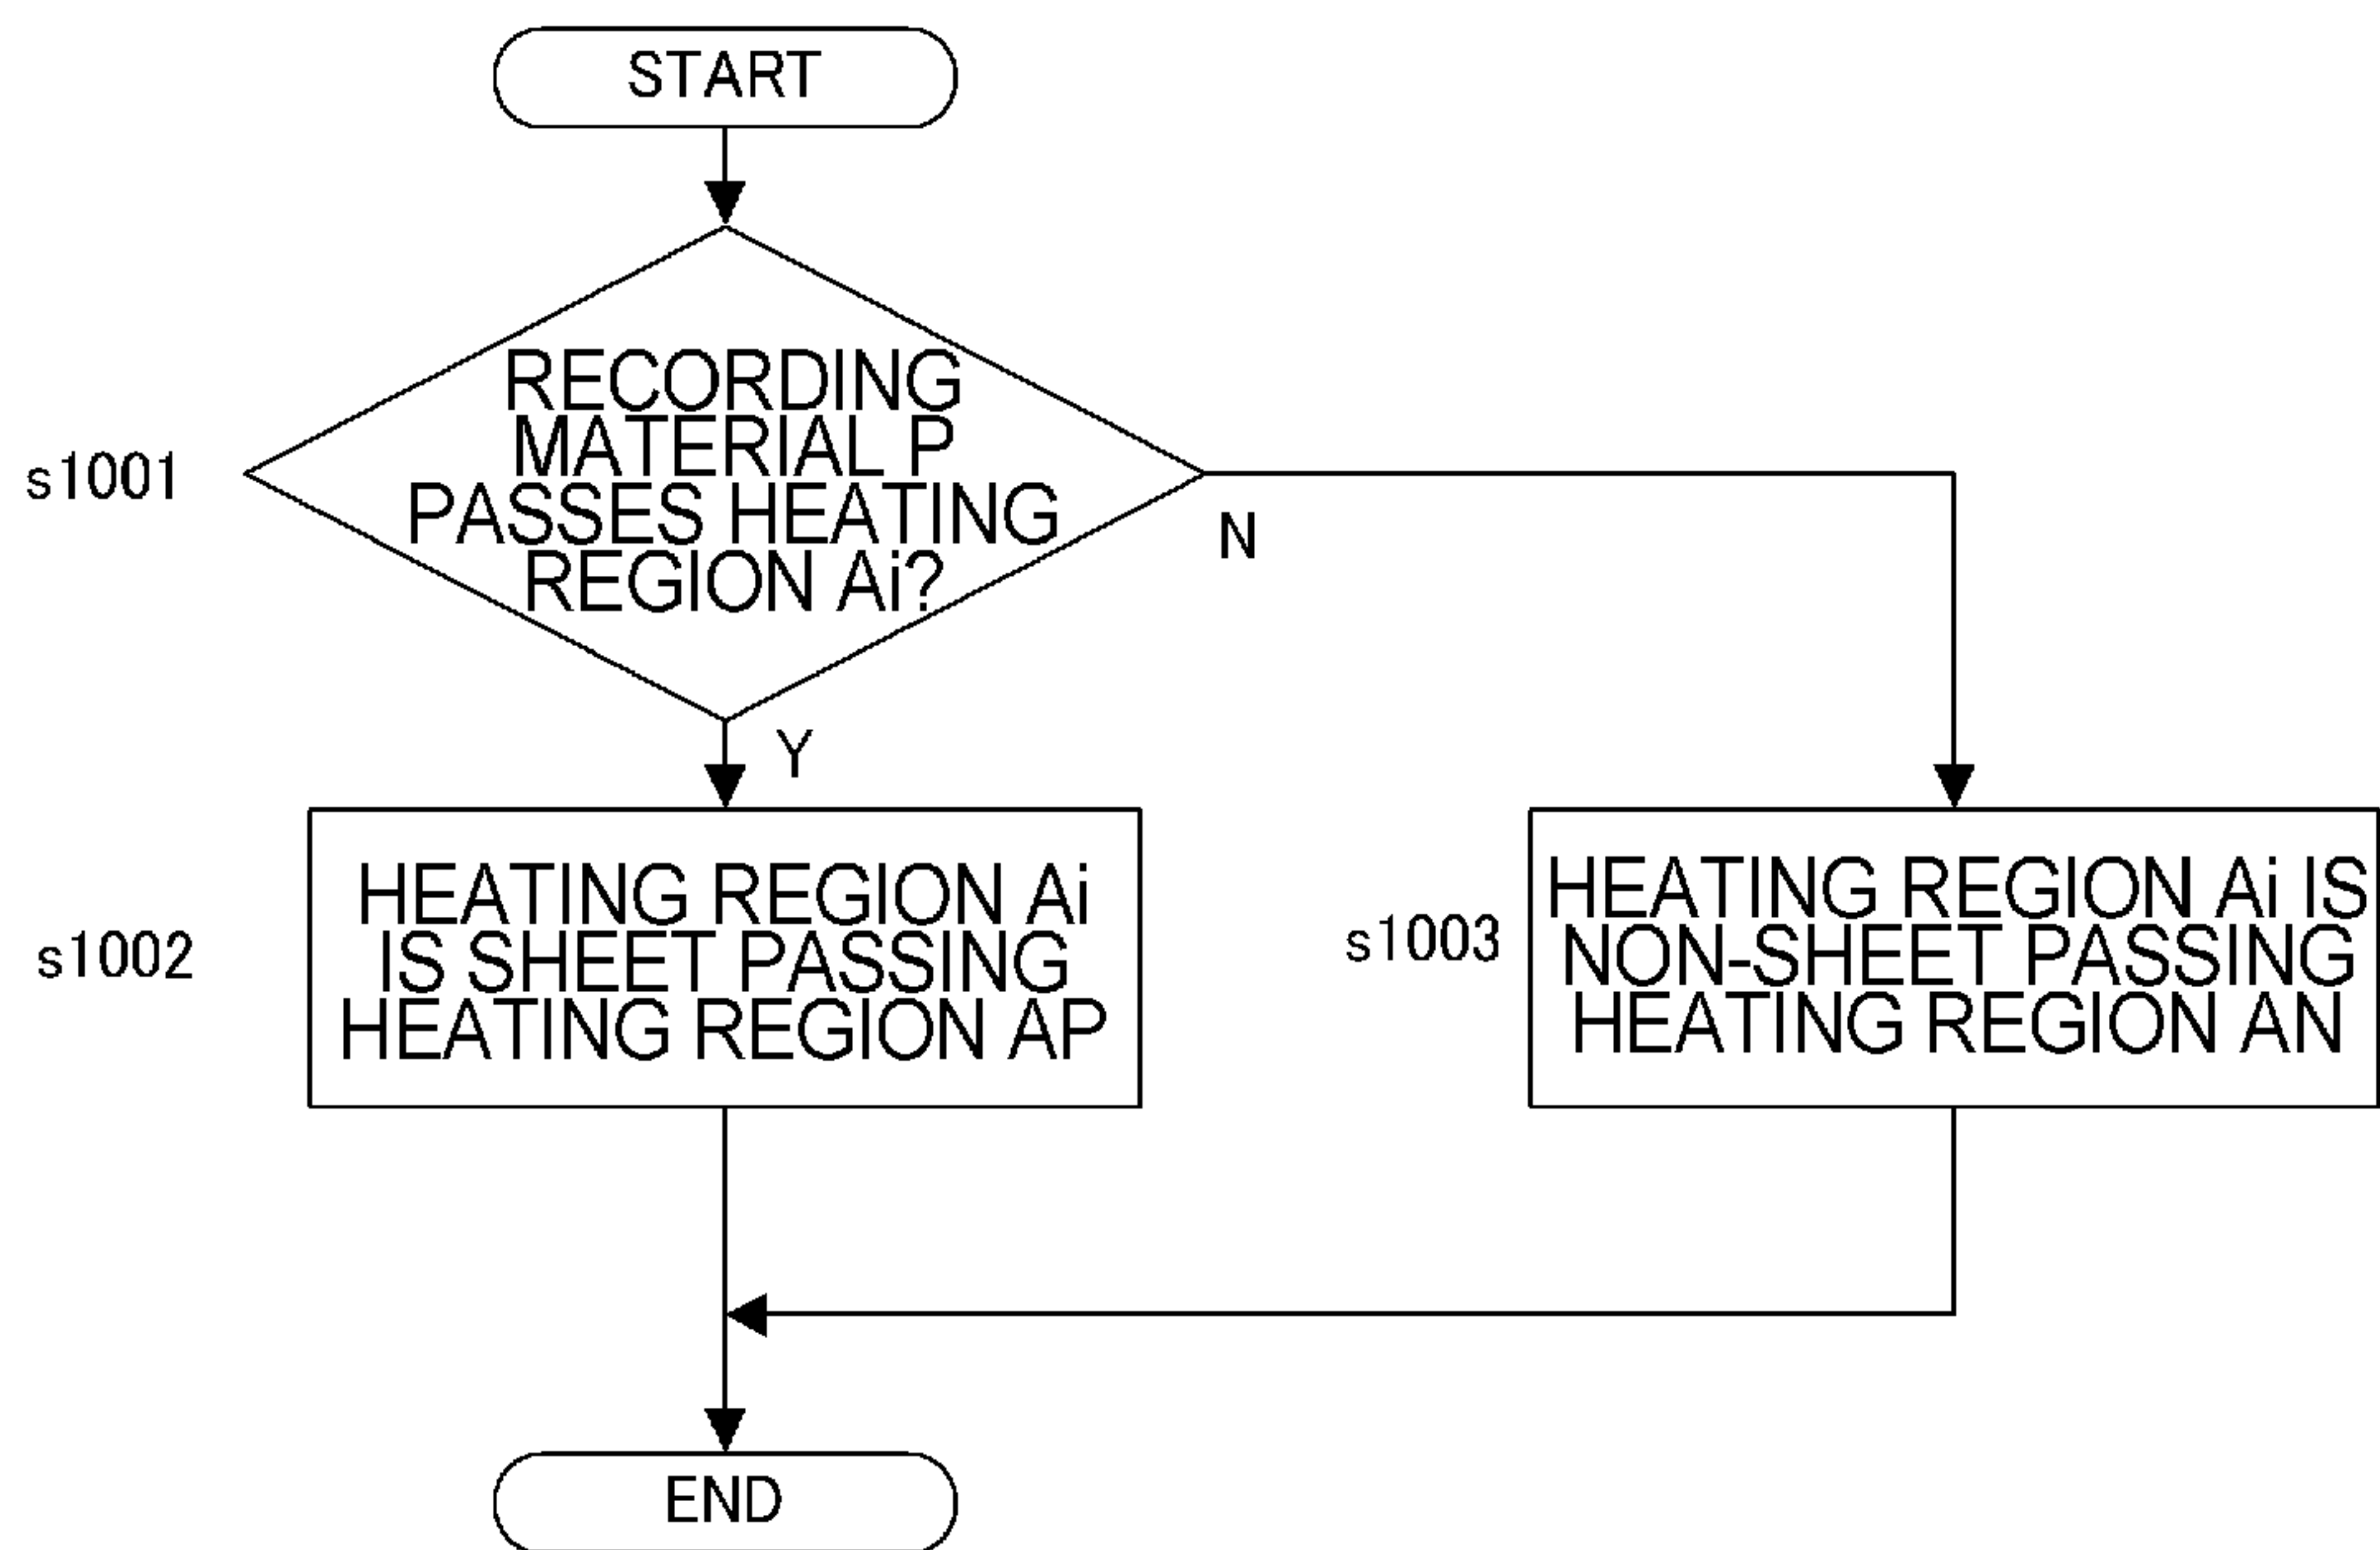 START
s1001
RECORDING
MATERIAL P
PASSES HEATING
REGION Ai?
N
Y
s1002
HEATING REGION Ai
IS SHEET PASSING
HEATING REGION AP
s1003
HEATING REGION Ai IS
NON-SHEET PASSING
HEATING REGION AN
END